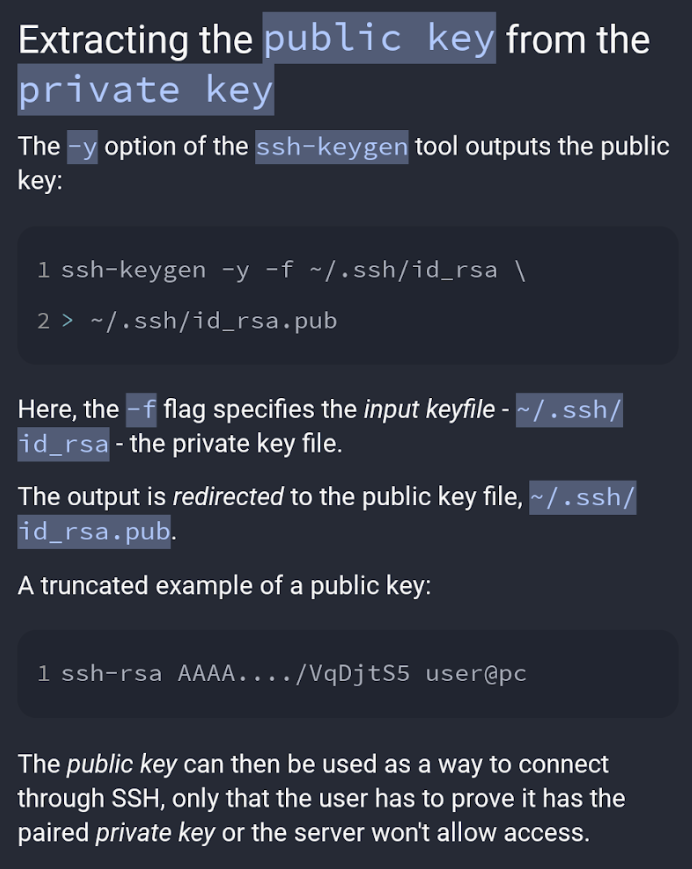 Extracting the public key from the
private key
The -y option of the ssh-keygen tool outputs the public
key:
1 ssh-keygen -y -f ~/.ssh/id_rsa \
2 > ~/.ssh/id_rsa.pub
Here, the -f flag specifies the input keyfile - ~/.ssh/
id_rsa - the private key file.
The output is redirected to the public key file, ~/.ssh/
id_rsa.pub.
A truncated example of a public key:
1 ssh-rsa AAAA..../VqDjtS5 user@pc
The public key can then be used as a way to connect
through SSH, only that the user has to prove it has the
paired private key or the server won't allow access.